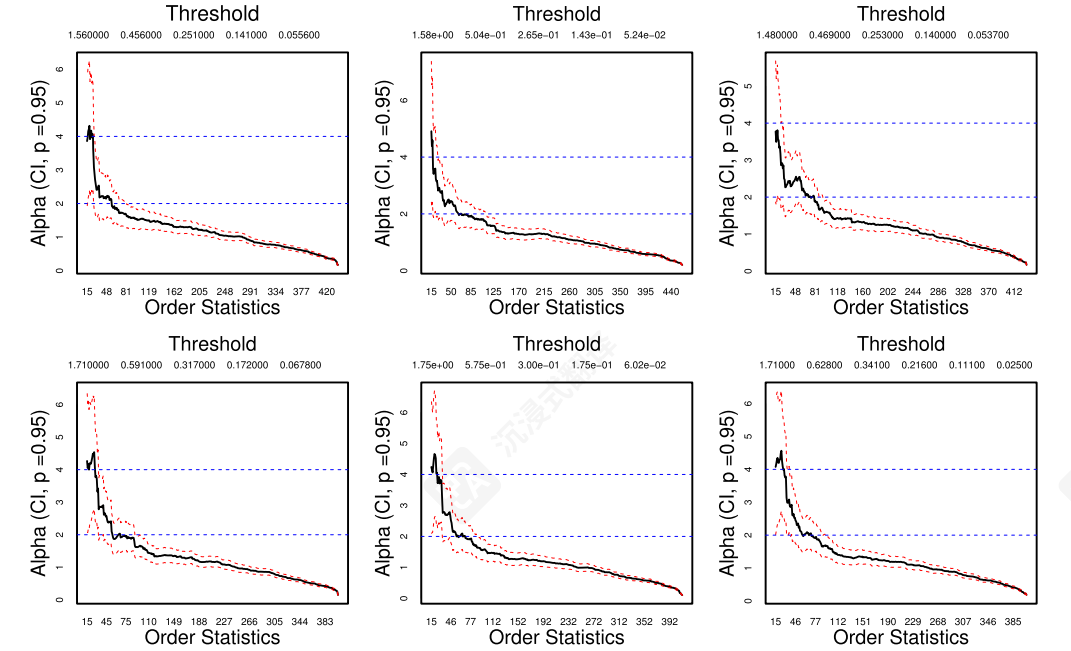 Threshold
1.560000 0.456000 0.251000 0.141000 0.055600
Alpha (CI, p =0.95)
0 1 2 3 4 5 6
15 48 81 119 162 205 248 291 334 377 420
Order Statistics
Threshold
1.58e+00 5.04e-01 2.65e-01 1.43e-01 5.24e-02
Alpha (CI, p =0.95)
0 2 4 6
15 50 85 125 170 215 260 305 350 395 440
Order Statistics
Threshold
1.480000 0.469000 0.253000 0.140000 0.053700
Alpha (CI, p =0.95)
0 1 2 3 4 5
15 48 81 118 160 202 244 286 328 370 412
Order Statistics
Threshold
1.710000 0.591000 0.317000 0.172000 0.067800
Alpha (CI, p =0.95)
0 1 2 3 4 5 6
15 45 75 110 149 188 227 266 305 344 383
Order Statistics
Threshold
1.75e+00 5.75e-01 3.00e-01 1.75e-01 6.02e-02
Alpha (CI, p =0.95)
0 1 2 3 4 5 6
15 46 77 112 152 192 232 272 312 352 392
Order Statistics
Threshold
1.71000 0.62800 0.34100 0.21600 0.11100 0.02500
Alpha (CI, p =0.95)
0 1 2 3 4 5 6
15 46 77 112 151 190 229 268 307 346 385
Order Statistics
沉浸式翻译